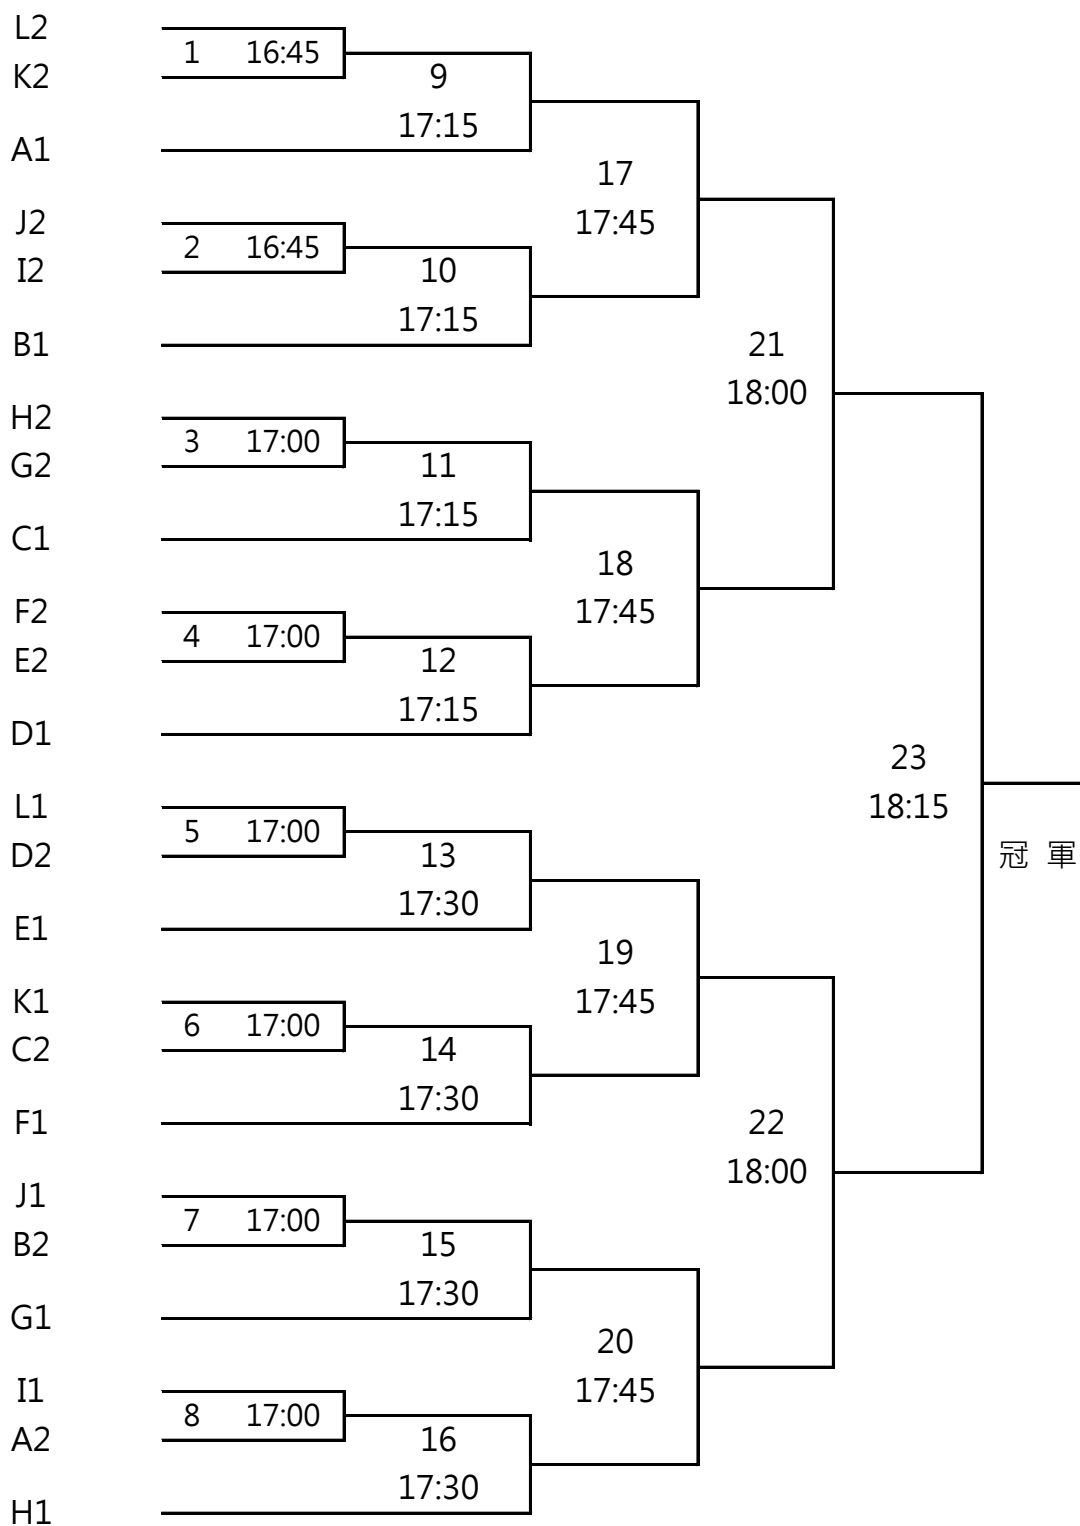 L2
1 16:45
K2
9
17:15
A1
17
17:45
J2
2 16:45
I2
10
17:15
B1
21
18:00
H2
3 17:00
G2
11
17:15
C1
18
17:45
F2
4 17:00
E2
12
17:15
D1
23
18:15
冠 軍
L1
5 17:00
D2
13
17:30
E1
19
17:45
K1
6 17:00
C2
14
17:30
F1
22
18:00
J1
7 17:00
B2
15
17:30
G1
20
17:45
I1
8 17:00
A2
16
17:30
H1